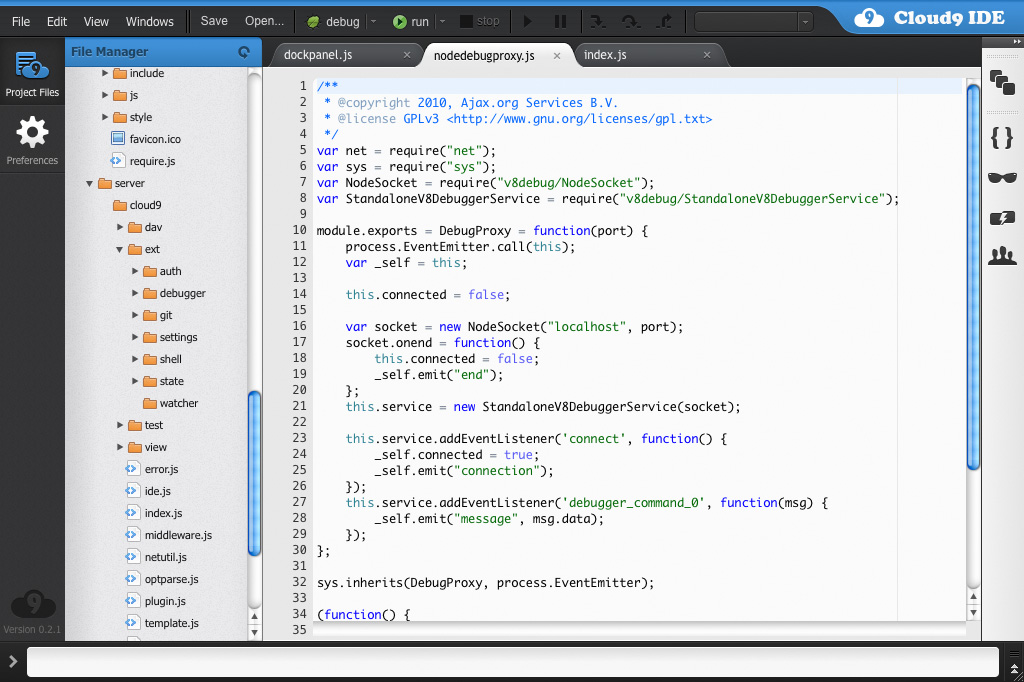 File Edit View Windows Save Open... debug run stop
9 Cloud9 IDE
Project Files
Preferences
9
Version 0.2.1
File Manager
include
js
style
favicon.ico
require.js
server
cloud9
dav
ext
auth
debugger
git
settings
shell
state
watcher
test
view
error.js
ide.js
index.js
middleware.js
netutil.js
optparse.js
plugin.js
template.js
dockpanel.js × nodedebugproxy.js × index.js ×
1 /**
2  * @copyright 2010, Ajax.org Services B.V.
3  * @license GPLv3 <http://www.gnu.org/licenses/gpl.txt>
4  */
5 var net = require("net");
6 var sys = require("sys");
7 var NodeSocket = require("v8debug/NodeSocket");
8 var StandaloneV8DebuggerService = require("v8debug/StandaloneV8DebuggerService");
9
10 module.exports = DebugProxy = function(port) {
11     process.EventEmitter.call(this);
12     var _self = this;
13
14     this.connected = false;
15
16     var socket = new NodeSocket("localhost", port);
17     socket.onend = function() {
18         this.connected = false;
19         _self.emit("end");
20     };
21     this.service = new StandaloneV8DebuggerService(socket);
22
23     this.service.addEventListener('connect', function() {
24         _self.connected = true;
25         _self.emit("connection");
26     });
27     this.service.addEventListener('debugger_command_0', function(msg) {
28         _self.emit("message", msg.data);
29     });
30 };
31
32 sys.inherits(DebugProxy, process.EventEmitter);
33
34 (function() {
35